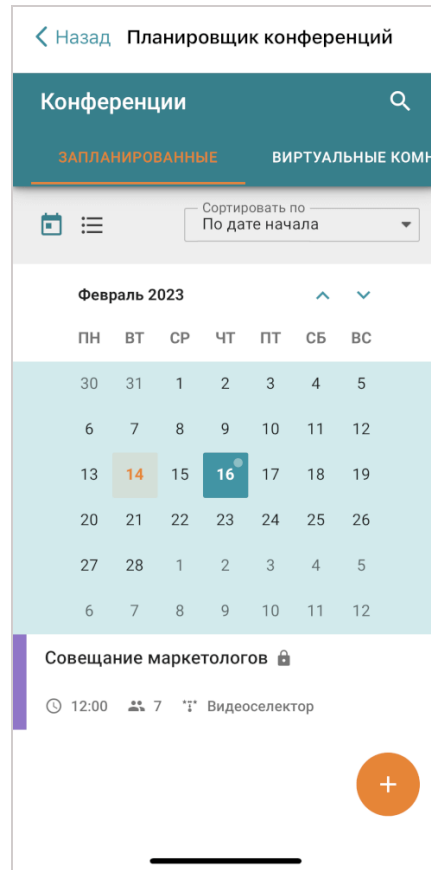 Назад Планировщик конференций
Конференции
ЗАПЛАНИРОВАННЫЕ ВИРТУАЛЬНЫЕ КОМН
Сортировать по
По дате начала
Февраль 2023
ПН ВТ СР ЧТ ПТ СБ ВС
30 31 1 2 3 4 5
6 7 8 9 10 11 12
13 14 15 16 17 18 19
20 21 22 23 24 25 26
27 28 1 2 3 4 5
6 7 8 9 10 11 12
Совещание маркетологов
12:00 7 Видеоселектор